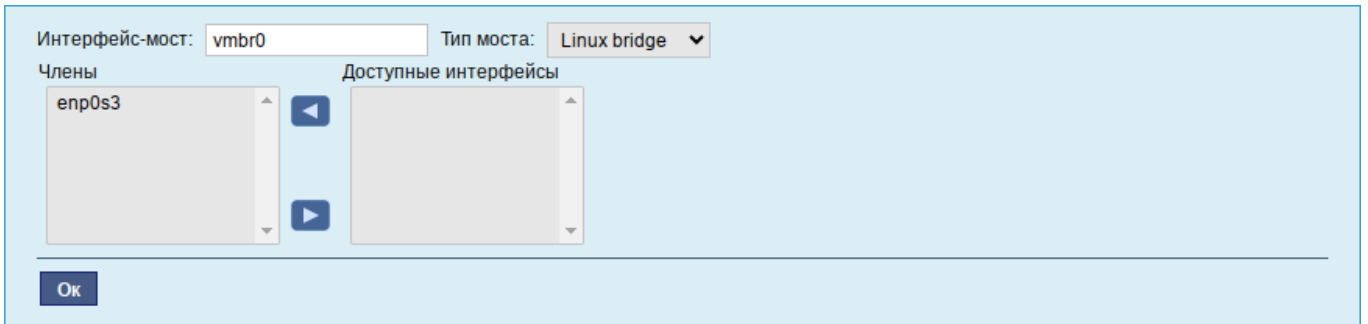 Интерфейс-мост: vmbr0 Тип моста: Linux bridge
Члены Доступные интерфейсы
enp0s3
Ок